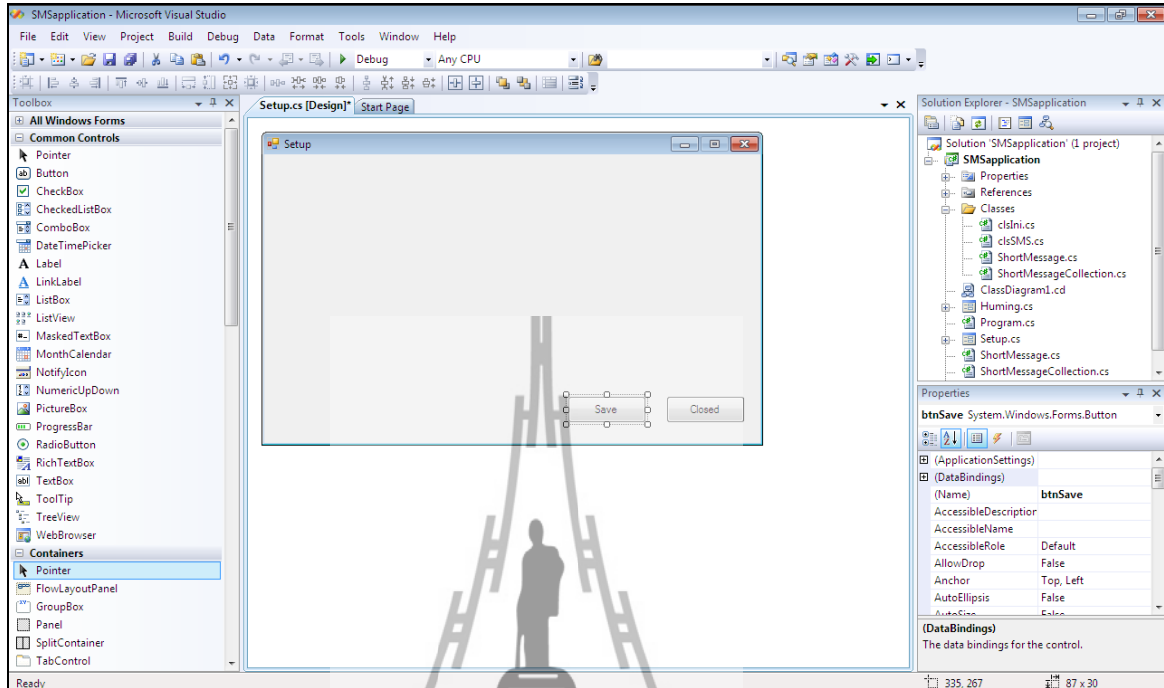 SMSapplication - Microsoft Visual Studio
File Edit View Project Build Debug Data Format Tools Window Help
Debug Any CPU
Toolbox
All Windows Forms
Common Controls
Pointer
Button
CheckBox
CheckedListBox
ComboBox
DateTimePicker
Label
LinkLabel
ListBox
ListView
MaskedTextBox
MonthCalendar
NotifyIcon
NumericUpDown
PictureBox
ProgressBar
RadioButton
RichTextBox
TextBox
ToolTip
TreeView
WebBrowser
Containers
Pointer
FlowLayoutPanel
GroupBox
Panel
SplitContainer
TabControl
Setup.cs [Design]* Start Page
Setup
Save Closed
Solution Explorer - SMSapplication
Solution 'SMSapplication' (1 project)
SMSapplication
Properties
References
Classes
clsIni.cs
clsSMS.cs
ShortMessage.cs
ShortMessageCollection.cs
ClassDiagram1.cd
Huming.cs
Program.cs
Setup.cs
ShortMessage.cs
ShortMessageCollection.cs
Properties
btnSave System.Windows.Forms.Button
(ApplicationSettings)
(DataBindings)
(Name) btnSave
AccessibleDescription
AccessibleName
AccessibleRole Default
AllowDrop False
Anchor Top, Left
AutoEllipsis False
AutoSize False
(DataBindings)
The data bindings for the control.
Ready 335, 267 87 x 30